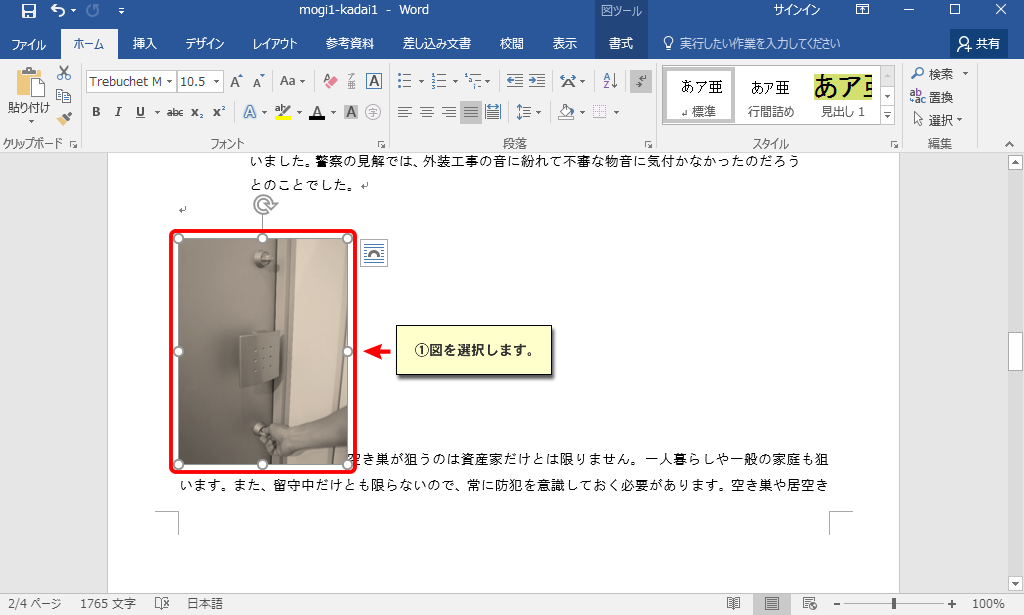 mogi1-kadai1 - Word
図ツール
サインイン
ファイル ホーム 挿入 デザイン レイアウト 参考資料 差し込み文書 校閲 表示 書式 実行したい作業を入力してください 共有
貼り付け
クリップボード
Trebuchet M 10.5 A A Aa A 亜 A
B I U abc x₂ x² A ab A A 字
フォント
段落
あア亜 あア亜 あア亜
標準 行間詰め 見出し 1
スタイル
検索
置換
選択
編集
いました。警察の見解では、外装工事の音に紛れて不審な物音に気付かなかったのだろう
とのことでした。
①図を選択します。
空き巣が狙うのは資産家だけとは限りません。一人暮らしや一般の家庭も狙
います。また、留守中だけとも限らないので、常に防犯を意識しておく必要があります。空き巣や居空き
2/4 ページ 1765 文字 日本語 100%